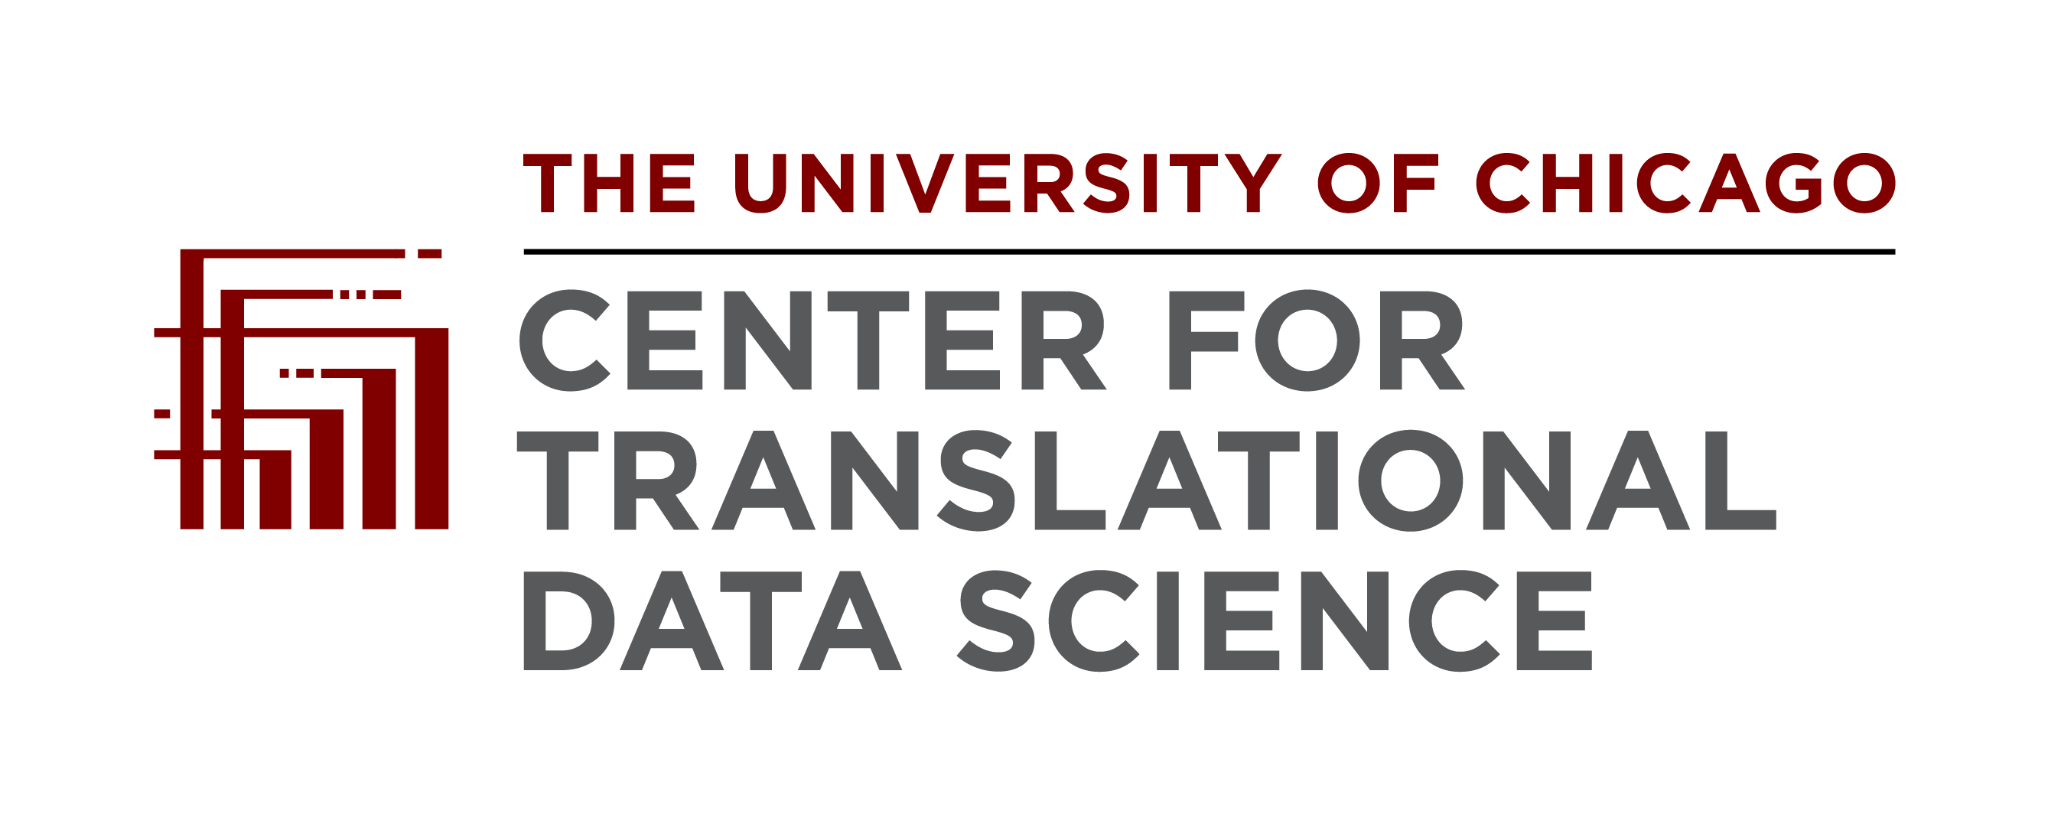 THE UNIVERSITY OF CHICAGO
CENTER FOR
TRANSLATIONAL
DATA SCIENCE